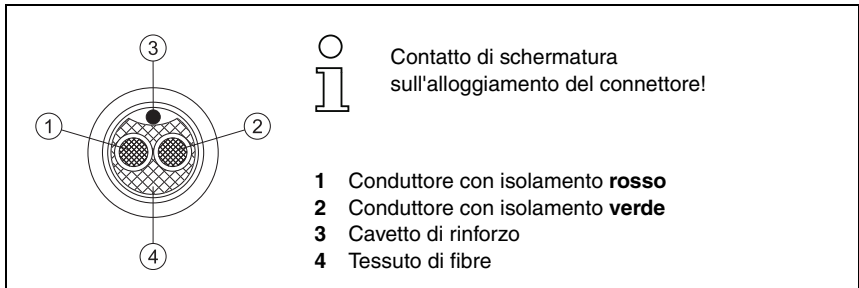 3
1
2
4
Contatto di schermatura
sull'alloggiamento del connettore!
1 Conduttore con isolamento rosso
2 Conduttore con isolamento verde
3 Cavetto di rinforzo
4 Tessuto di fibre